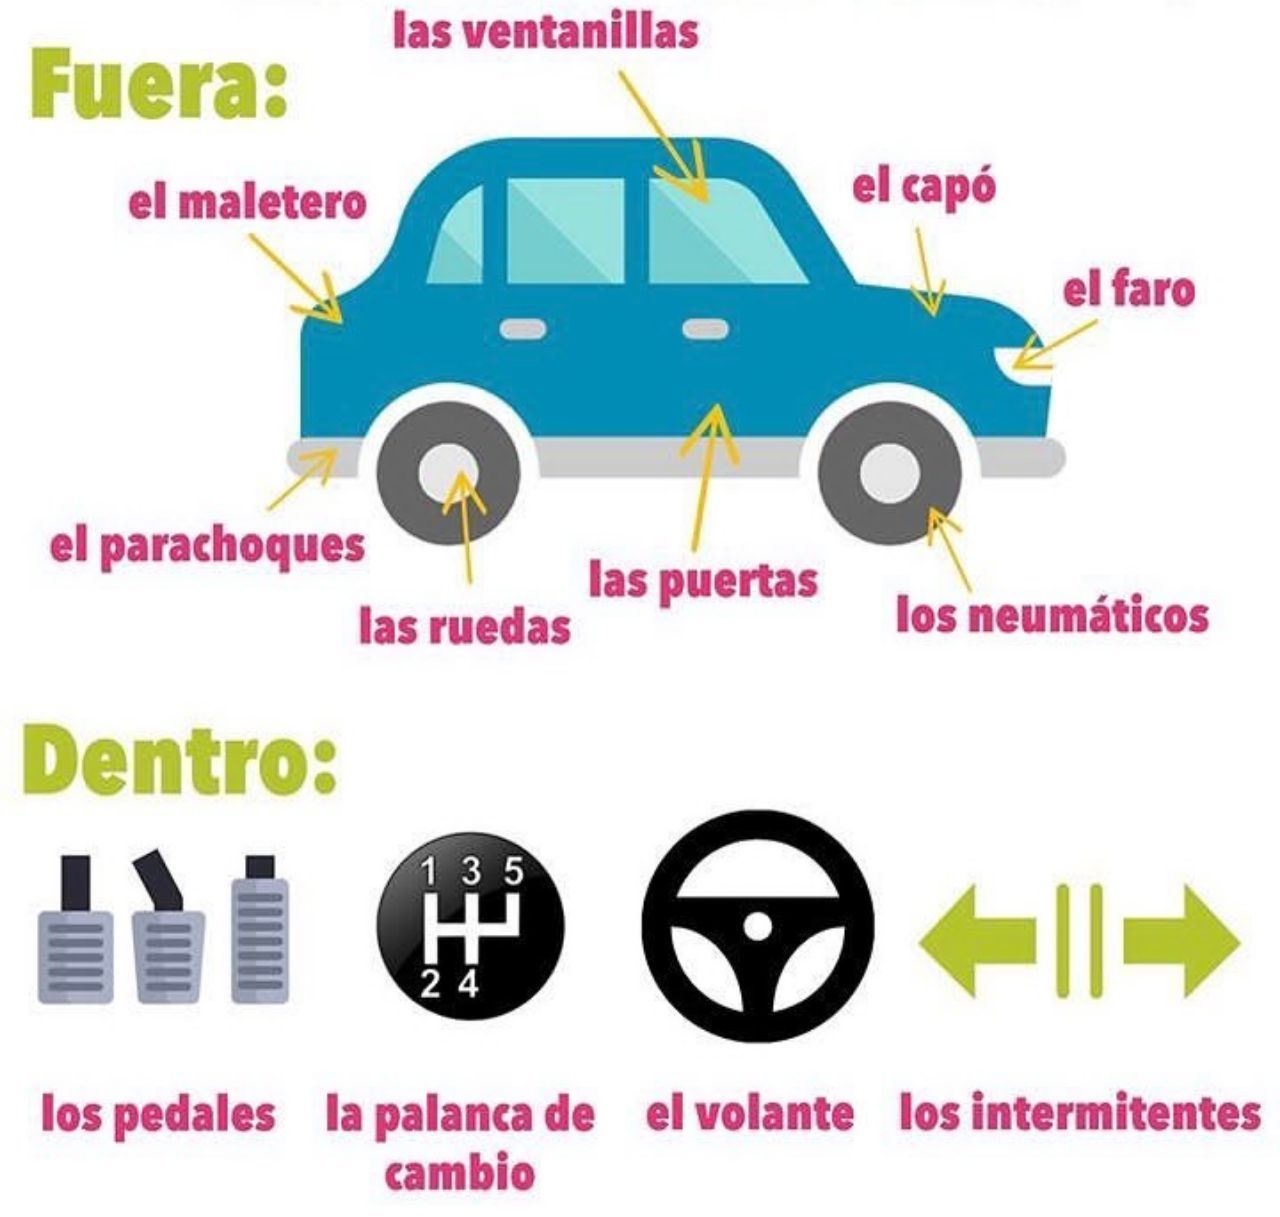 las ventanillas
Fuera:
el maletero
el capó
el faro
el parachoques
las ruedas
las puertas
los neumáticos
Dentro:
1 3 5
2 4
los pedales
la palanca de
cambio
el volante
los intermitentes